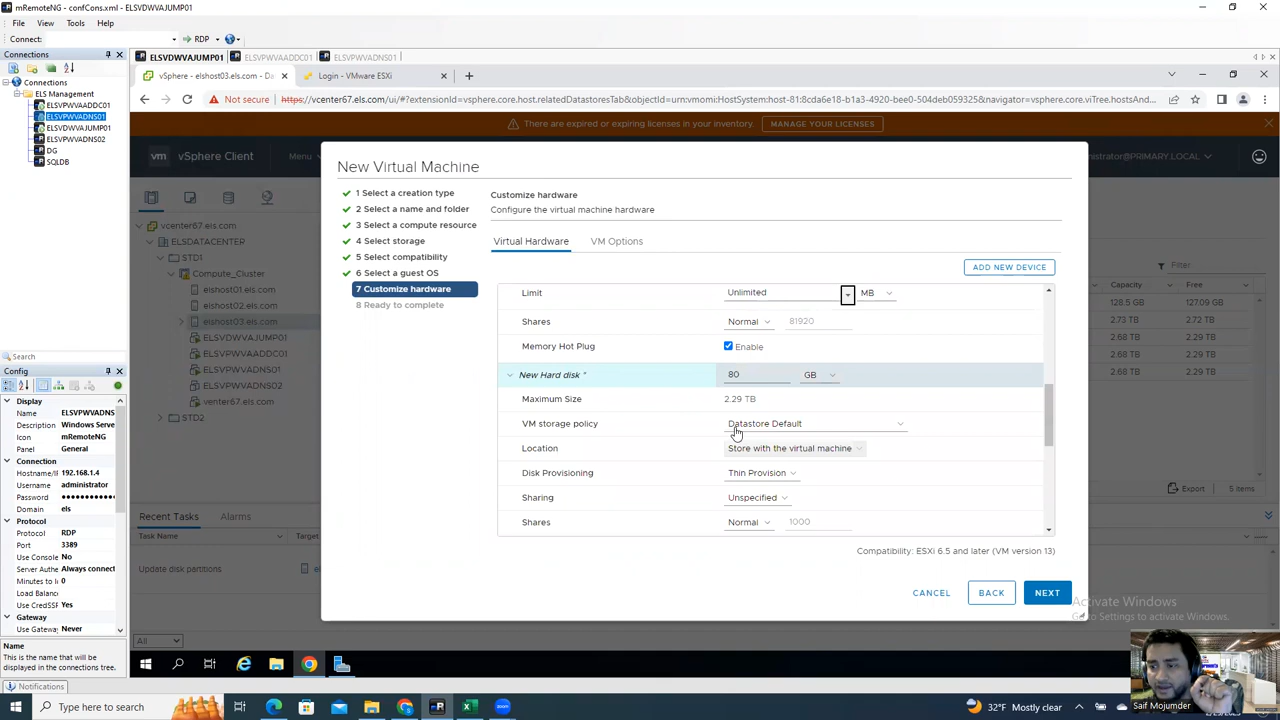 mRemoteNG - confCons.xml - ELSVDWVAJUMP01
File View Tools Help
Connect: RDP
Connections
Connections
ELS Management
ELSVPWVAADDC01
ELSVPWVADNS01
ELSVDWVAJUMP01
ELSVPWVADNS02
DG
SQLDB
Search
Config
Display
Name ELSVPWVADNS
Description Windows Serve
Icon mRemoteNG
Panel General
Connection
Hostname/IP 192.168.1.4
Username administrator
Password ••••••••••••
Domain els
Protocol
Protocol RDP
Port 3389
Use Console No
Server Authe Always connect
Minutes to I 0
Load Balance
Use CredSSP Yes
Gateway
Use Gateway Never
Name
This is the name that will be
displayed in the connections tree.
Notifications
ELSVDWVAJUMP01 ELSVPWVAADDC01 ELSVPWVADNS01
vSphere - elshost03.els.com - Da
Login - VMware ESXi
Not secure https://vcenter67.els.com/ui/#?extensionId=vsphere.core.host.relatedDatastoresTab&objectId=urn:vmomi:HostSystem:host-81:8cda6e18-b1a3-4920-bee0-504deb059325&navigator=vsphere.core.viTree.hostsAnd...
There are expired or expiring licenses in your inventory. MANAGE YOUR LICENSES
vm vSphere Client Menu
ministrator@PRIMARY.LOCAL
vcenter67.els.com
ELSDATACENTER
STD1
Compute_Cluster
elshost01.els.com
elshost02.els.com
elshost03.els.com
ELSVDWVAJUMP01
ELSVPWVAADDC01
ELSVPWVADNS01
ELSVPWVADNS02
venter67.els.com
STD2
Recent Tasks Alarms
Task Name Target
Update disk partitions el
All
New Virtual Machine
1 Select a creation type
2 Select a name and folder
3 Select a compute resource
4 Select storage
5 Select compatibility
6 Select a guest OS
7 Customize hardware
8 Ready to complete
Customize hardware
Configure the virtual machine hardware
Virtual Hardware VM Options
ADD NEW DEVICE
Limit Unlimited MB
Shares Normal 81920
Memory Hot Plug Enable
New Hard disk * 80 GB
Maximum Size 2.29 TB
VM storage policy Datastore Default
Location Store with the virtual machine
Disk Provisioning Thin Provision
Sharing Unspecified
Shares Normal 1000
Compatibility: ESXi 6.5 and later (VM version 13)
CANCEL BACK NEXT
Filter
Capacity Free
128.5 GB 127.09 GB
2.73 TB 2.72 TB
2.68 TB 2.29 TB
2.68 TB 2.29 TB
Export 5 items
Activate Windows
Go to Settings to activate Windows.
Type here to search
32°F Mostly clear
Saif Mojumder